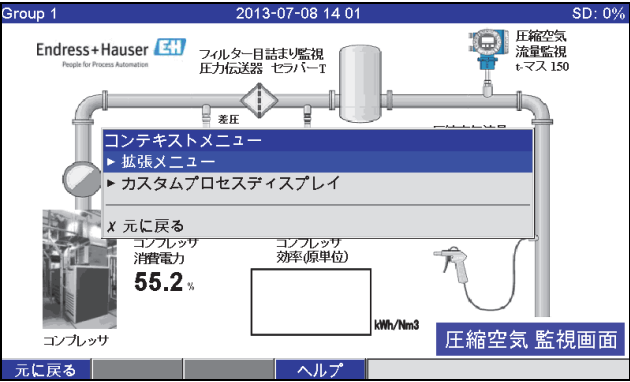 Group 1
2013-07-08 14 01
SD: 0%
Endress+Hauser EH
People for Process Automation
フィルター目詰まり監視
圧力伝送器 セラバーT
圧縮空気
流量監視
t-マス 150
差圧
コンテキストメニュー
▶ 拡張メニュー
▶ カスタムプロセスディスプレイ
χ 元に戻る
コンプレッサ
消費電力
55.2 %
コンプレッサ
効率(原単位)
kWh/Nm3
コンプレッサ
圧縮空気 監視画面
元に戻る
ヘルプ